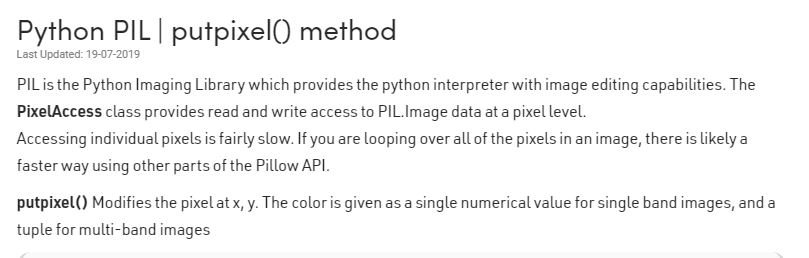 Python PIL | putpixel() method
Last Updated: 19-07-2019
PIL is the Python Imaging Library which provides the python interpreter with image editing capabilities. The
PixelAccess class provides read and write access to PIL.Image data at a pixel level.
Accessing individual pixels is fairly slow. If you are looping over all of the pixels in an image, there is likely a
faster way using other parts of the Pillow API.
putpixel() Modifies the pixel at x, y. The color is given as a single numerical value for single band images, and a
tuple for multi-band images